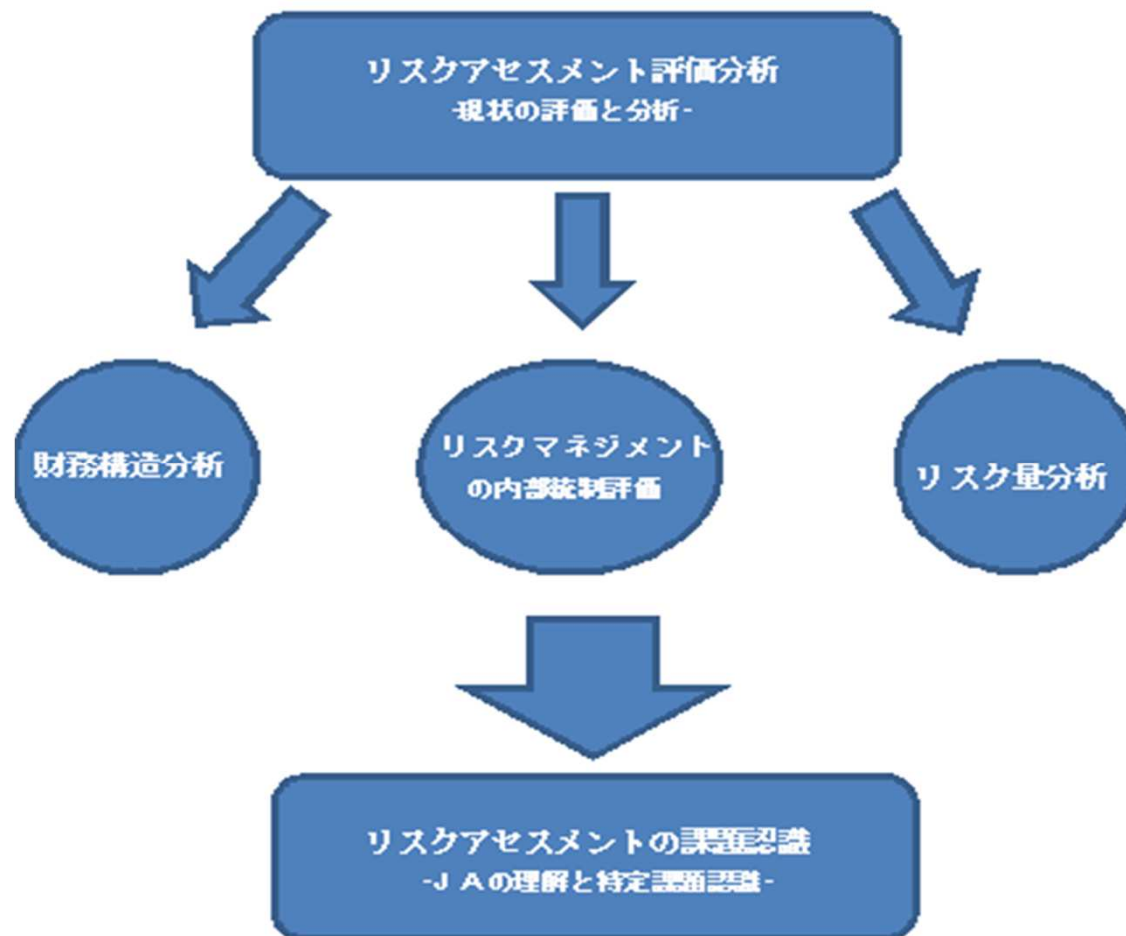 リスクアセスメント評価分析
-現状の評価と分析-
財務構造分析
リスクマネジメント
の内部統制評価
リスク量分析
リスクアセスメントの課題認識
-ＪＡの理解と特定課題認識-